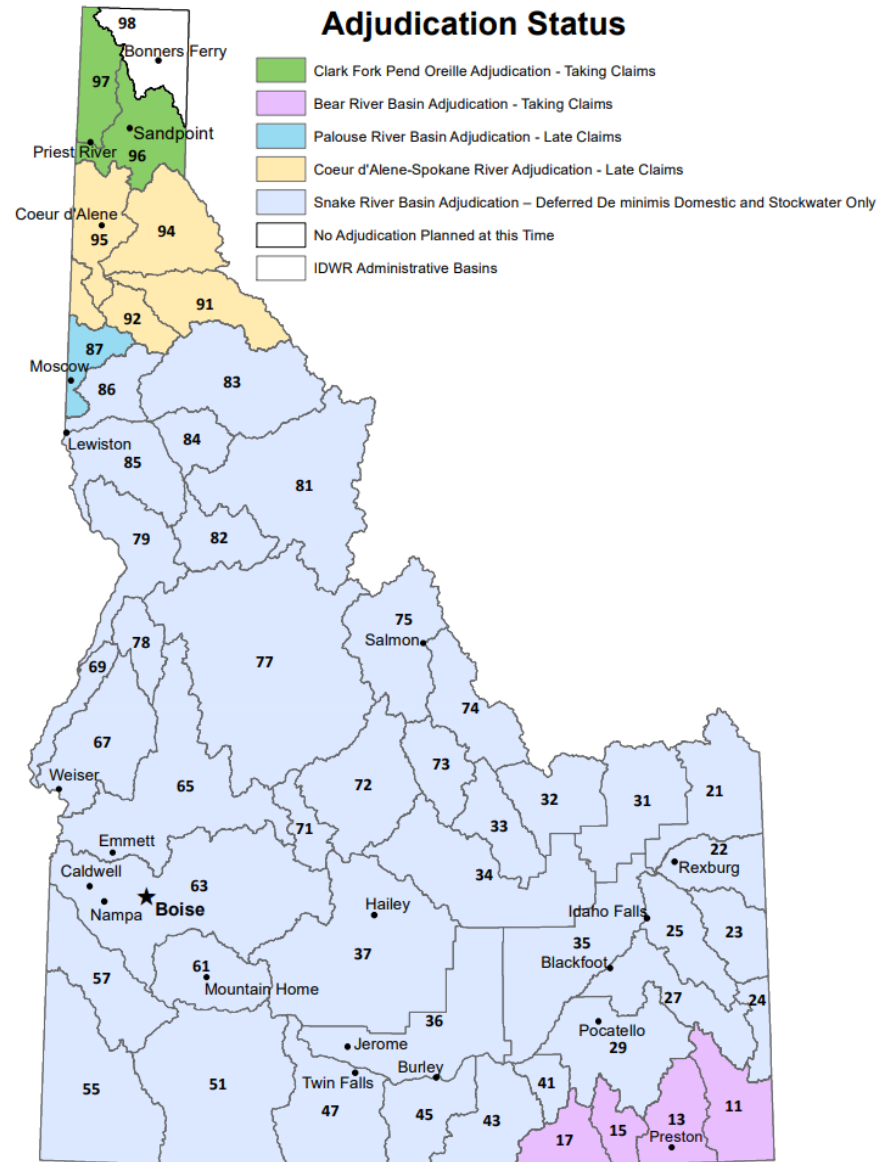 Adjudication Status
98
Bonners Ferry
Clark Fork Pend Oreille Adjudication - Taking Claims
97
Bear River Basin Adjudication - Taking Claims
Sandpoint
Palouse River Basin Adjudication - Late Claims
Priest River
96
Coeur d'Alene-Spokane River Adjudication - Late Claims
Snake River Basin Adjudication – Deferred De minimis Domestic and Stockwater Only
Coeur d'Alene
94
95
No Adjudication Planned at this Time
IDWR Administrative Basins
91
92
87
Moscow
86
83
84
Lewiston
85
81
79
82
75
Salmon
78
77
69
74
67
73
Weiser
65
72
32
31
21
71
33
Emmett
22
Rexburg
Caldwell
63
34
Nampa
Boise
Hailey
Idaho Falls
25
23
35
37
Blackfoot
61
57
Mountain Home
27
24
36
Pocatello
Jerome
29
Burley
Twin Falls
41
55
51
47
45
43
17
15
13
11
Preston